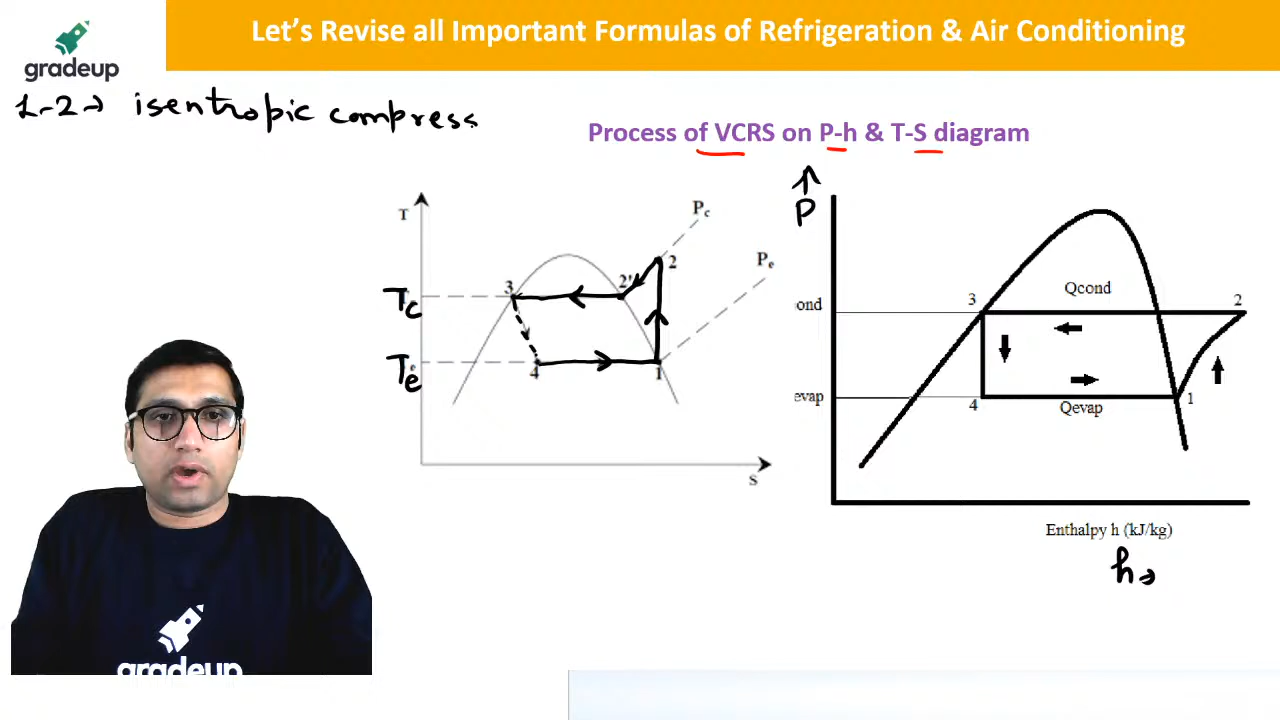 Let's Revise all Important Formulas of Refrigeration & Air Conditioning
gradeup
1-2→ isentropic compress
Process of VCRS on P-h & T-S diagram
T
Pc
Pe
2
2'
3
Tc
Te
4
1
S
P
ond
evap
3
Qcond
2
4
Qevap
1
Enthalpy h (kJ/kg)
h→
gradeup